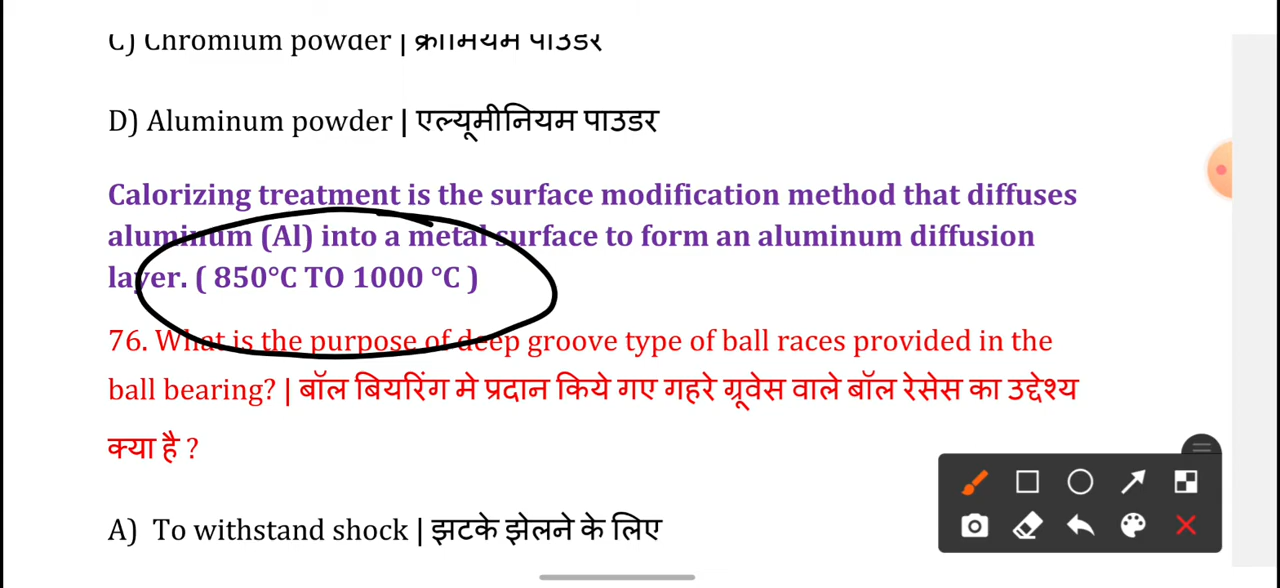 C) Chromium powder | क्रोमियम पाउडर
D) Aluminum powder | एल्यूमीनियम पाउडर
Calorizing treatment is the surface modification method that diffuses
aluminum (Al) into a metal surface to form an aluminum diffusion
layer. ( 850°C TO 1000 °C )
76. What is the purpose of deep groove type of ball races provided in the
ball bearing? | बॉल बियरिंग मे प्रदान किये गए गहरे ग्रूवेस वाले बॉल रेसेस का उद्देश्य
क्या है ?
A) To withstand shock | झटके झेलने के लिए